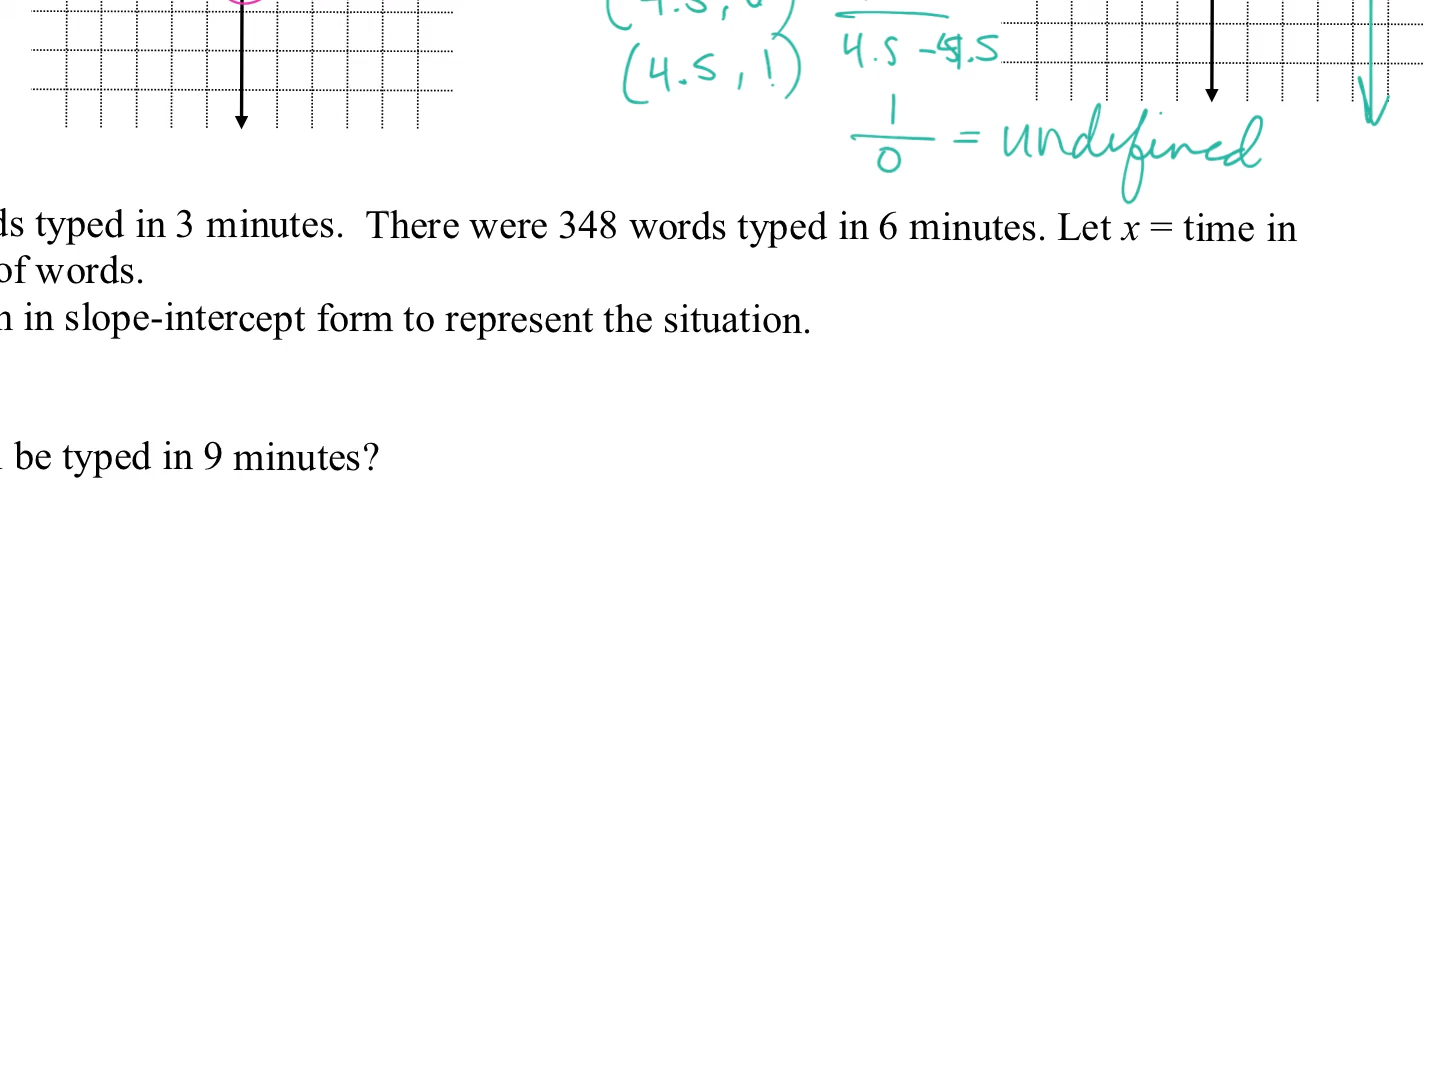 (4.5, 1)
4.5 - 4.5
1
0
= undefined
typed in 3 minutes. There were 348 words typed in 6 minutes. Let x = time in
of words.
in slope-intercept form to represent the situation.
be typed in 9 minutes?